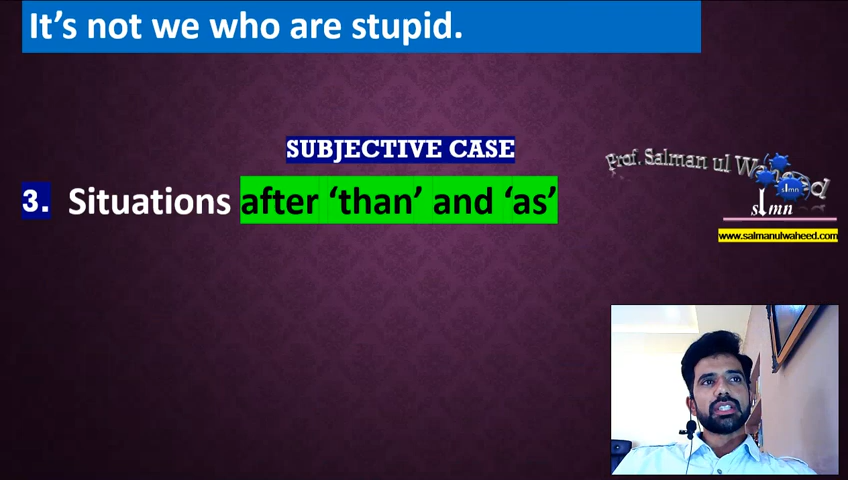 It's not we who are stupid.
SUBJECTIVE CASE
3. Situations after ‘than’ and ‘as’
Prof. Salman ul Waheed
slmn
slmn
www.salmanulwaheed.com